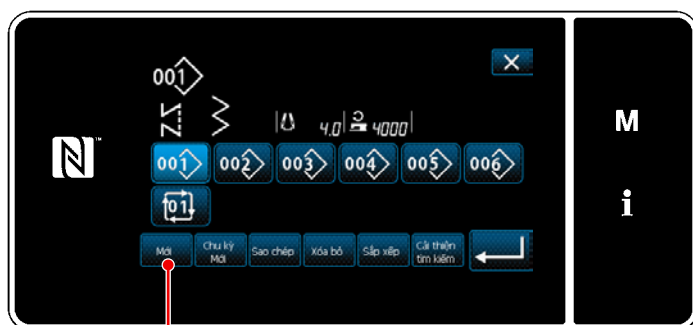 001
4.0 4000
M
001 002 003 004 005 006
01
i
Mới Chu kỳ Mới Sao chép Xóa bỏ Sắp xếp Cải thiện tìm kiếm